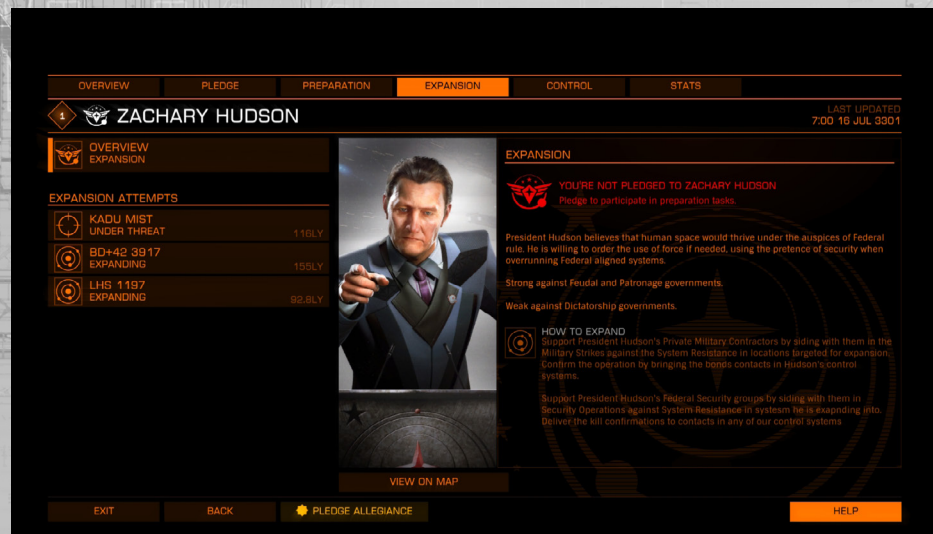 OVERVIEW PLEDGE PREPARATION EXPANSION CONTROL STATS
1 ZACHARY HUDSON
LAST UPDATED
7:00 16 JUL 3301
OVERVIEW
EXPANSION
EXPANSION ATTEMPTS
KADU MIST
UNDER THREAT 116LY
BD+42 3917
EXPANDING 155LY
LHS 1197
EXPANDING 92.8LY
EXPANSION
YOU'RE NOT PLEDGED TO ZACHARY HUDSON
Pledge to participate in preparation tasks.
President Hudson believes that human space would thrive under the auspices of Federal
rule. He is willing to order the use of force if needed, using the pretence of security when
overrunning Federal aligned systems.
Strong against Feudal and Patronage governments.
Weak against Dictatorship governments.
HOW TO EXPAND
Support President Hudson's Private Military Contractors by siding with them in the
Military Strikes against the System Resistance in locations targeted for expansion.
Confirm the operation by bringing the bonds contacts in Hudson's control
systems.
Support President Hudson's Federal Security groups by siding with them in
Security Operations against System Resistance in systesm he is exapnding into.
Deliver the kill confirmations to contacts in any of our control systems
VIEW ON MAP
EXIT BACK PLEDGE ALLEGIANCE HELP